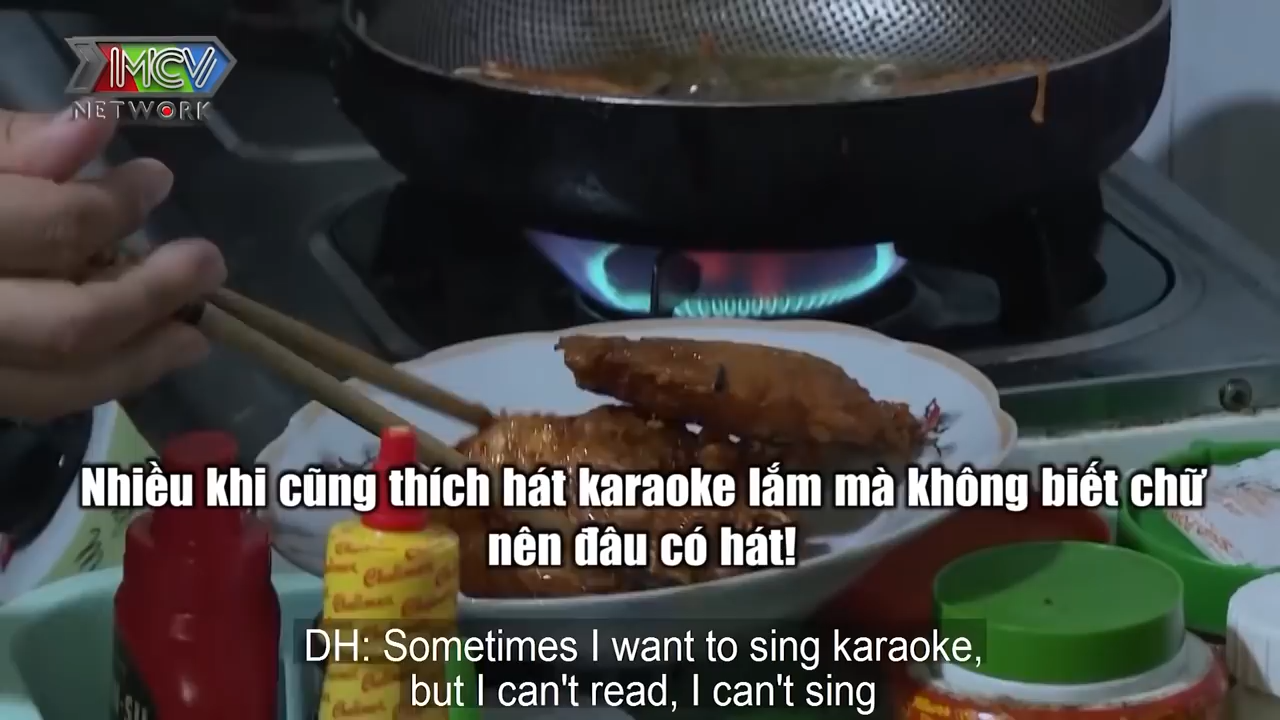 MCV
NETWORK
Nhiều khi cũng thích hát karaoke lắm mà không biết chữ
nên đâu có hát!
DH: Sometimes I want to sing karaoke,
but I can't read, I can't sing